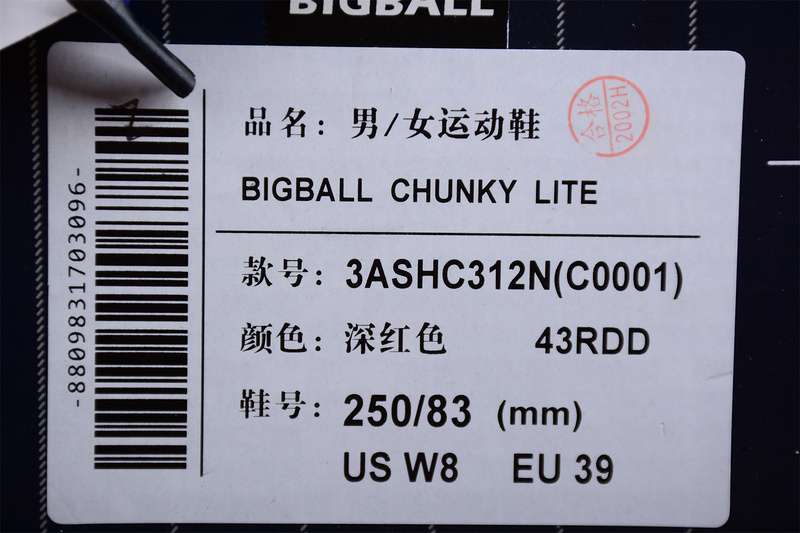 BIGBALL
品名: 男/女运动鞋
合格
2002H
BIGBALL CHUNKY LITE
款号: 3ASHC312N(C0001)
颜色: 深红色 43RDD
鞋号: 250/83 (mm)
US W8 EU 39
-8809831703096-